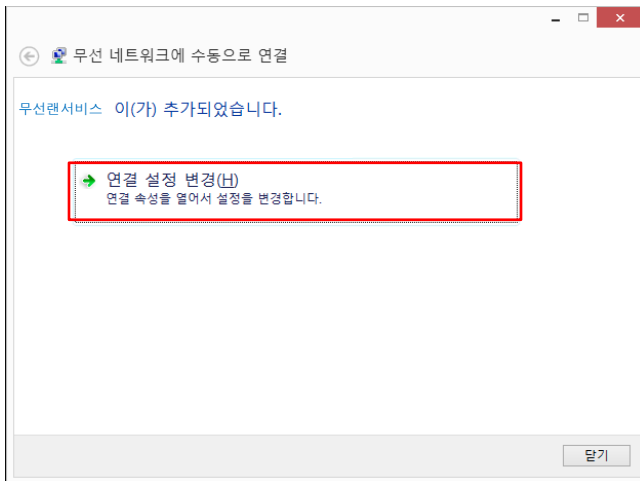 무선 네트워크에 수동으로 연결
무선랜서비스 이(가) 추가되었습니다.
연결 설정 변경(H)
연결 속성을 열어서 설정을 변경합니다.
닫기